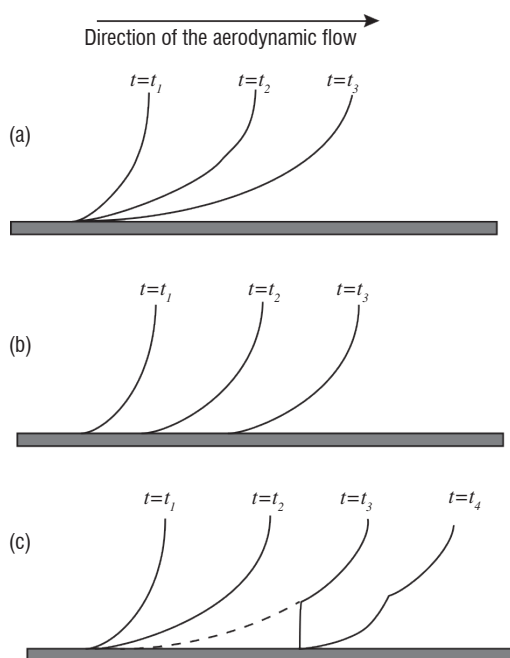 Direction of the aerodynamic flow
t=t₁ t=t₂ t=t₃
(a)
t=t₁ t=t₂ t=t₃
(b)
t=t₁ t=t₂ t=t₃ t=t₄
(c)